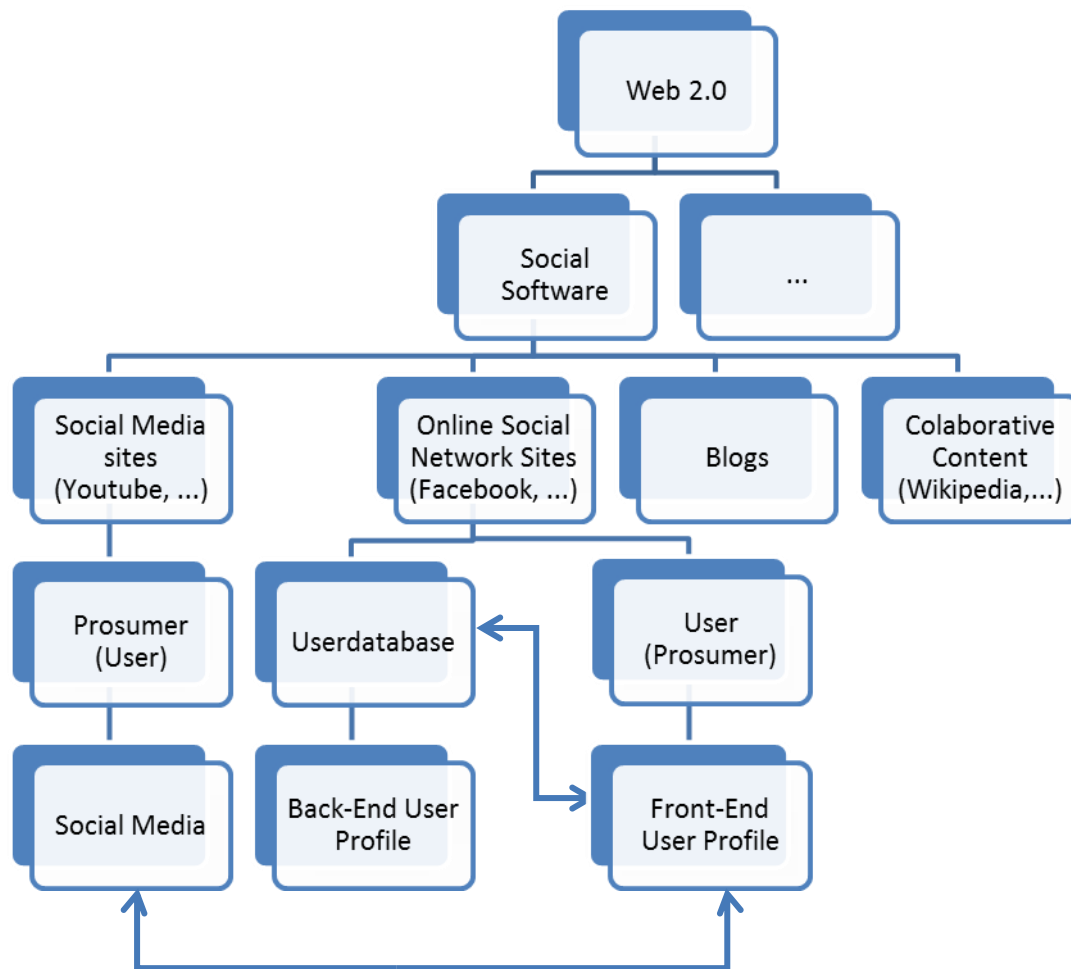 Web 2.0
Social
Software
...
Social Media
sites
(Youtube, ...)
Online Social
Network Sites
(Facebook, ...)
Blogs
Colaborative
Content
(Wikipedia,...)
Prosumer
(User)
Userdatabase
User
(Prosumer)
Social Media
Back-End User
Profile
Front-End
User Profile